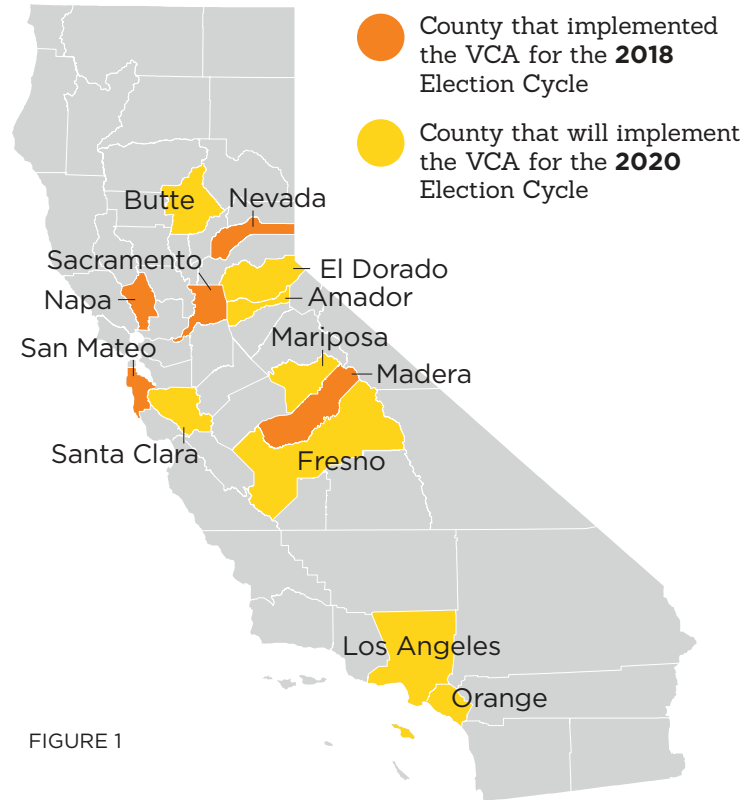 County that implemented
the VCA for the 2018
Election Cycle
County that will implement
the VCA for the 2020
Election Cycle
Butte
Nevada
Sacramento
El Dorado
Napa
Amador
San Mateo
Mariposa
Madera
Santa Clara
Fresno
Los Angeles
Orange
FIGURE 1